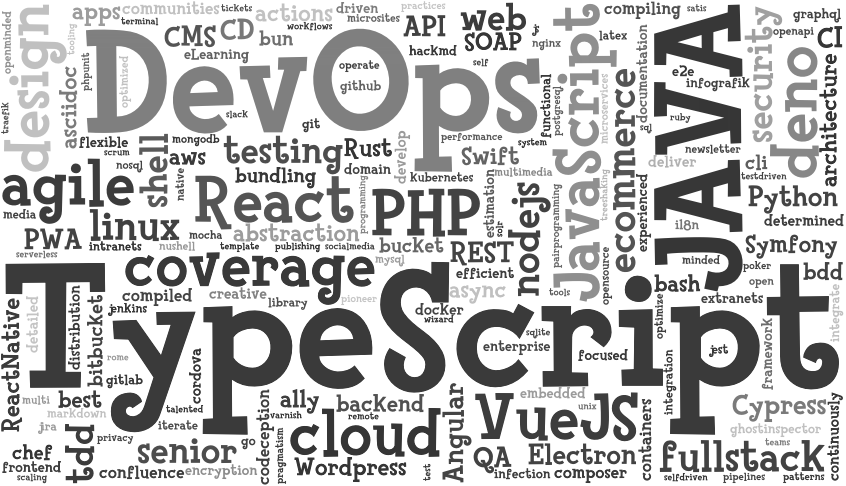 openminded
design
apps
communities
tickets
terminal
tooling
actions
driven
workflows
microsites
practices
API
web
SOAP
compiling
satis
graphql
openapi
CI
CMS
CD
bun
eLearning
hacKmd
j
nginx
latex
documentation
e2e
infografik
security
deno
architecture
DevOps
phpunit
optimized
asciidoc
operate
github
self
functional
postgresql
JavaScript
microservices
ecommerce
sql
JAVA
ruby
newsletter
traefik
flexible
scrum
nosql
shell
mongodb
aws
native
slack
git
testing
bundling
Rust
domain
develop
performance
system
Swift
Kubernetes
multimedia
deliver
cli
testdriven
Python
determined
agile
media
linux
PWA
intranets
serverless
nushell
mocha
React
abstraction
template
publishing
socialmedia
programming
PHP
bucket
mysql
REST
estimation
solr
nodejs
pairprogramming
treeshaking
experienced
opensource
il8n
minded
Symfony
poker
open
bdd
coverage
compiled
creative
library
pioneer
efficient
async
tools
bash
extranets
integrate
TypeScript
ReactNative
detailed
distribution
bitbucket
jenkins
rome
gitlab
cordova
docker
wizard
sqlite
enterprise
focused
optimize
integration
jest
framework
multi
best
markdown
talented
iterate
jra
tdd
privacy
chef
frontend
scaling
confluence
senior
encryption
go
codeception
ally
varnish
pragmatism
backend
remote
cloud
Wordpress
test
Angular
VueJS
embedded
unix
QA
Electron
infection
composer
containers
Cypress
ghostinspector
teams
fullstack
selfdriven
pipelines
patterns
continuously